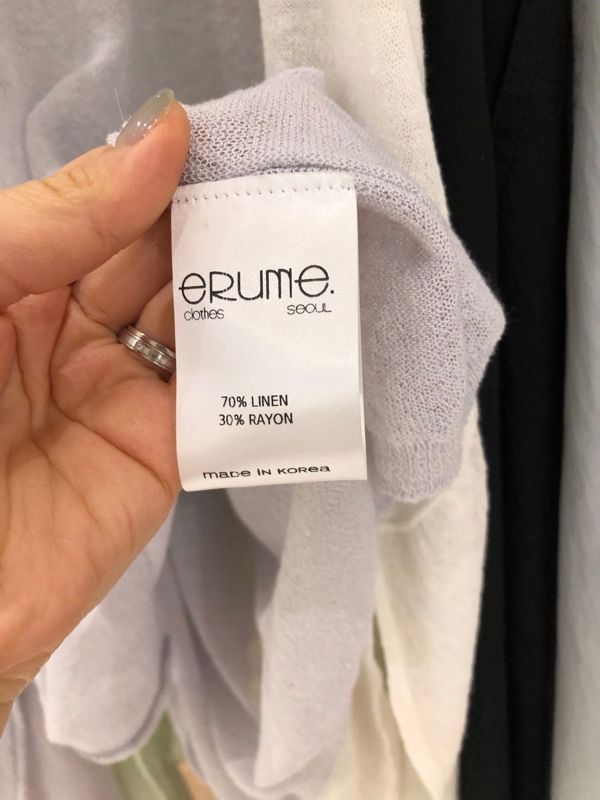 erume.
clothes SEOUL
70% LINEN
30% RAYON
made IN KOREA